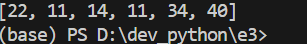 [22, 11, 14, 11, 34, 40]
(base) PS D:\dev_python\e3>